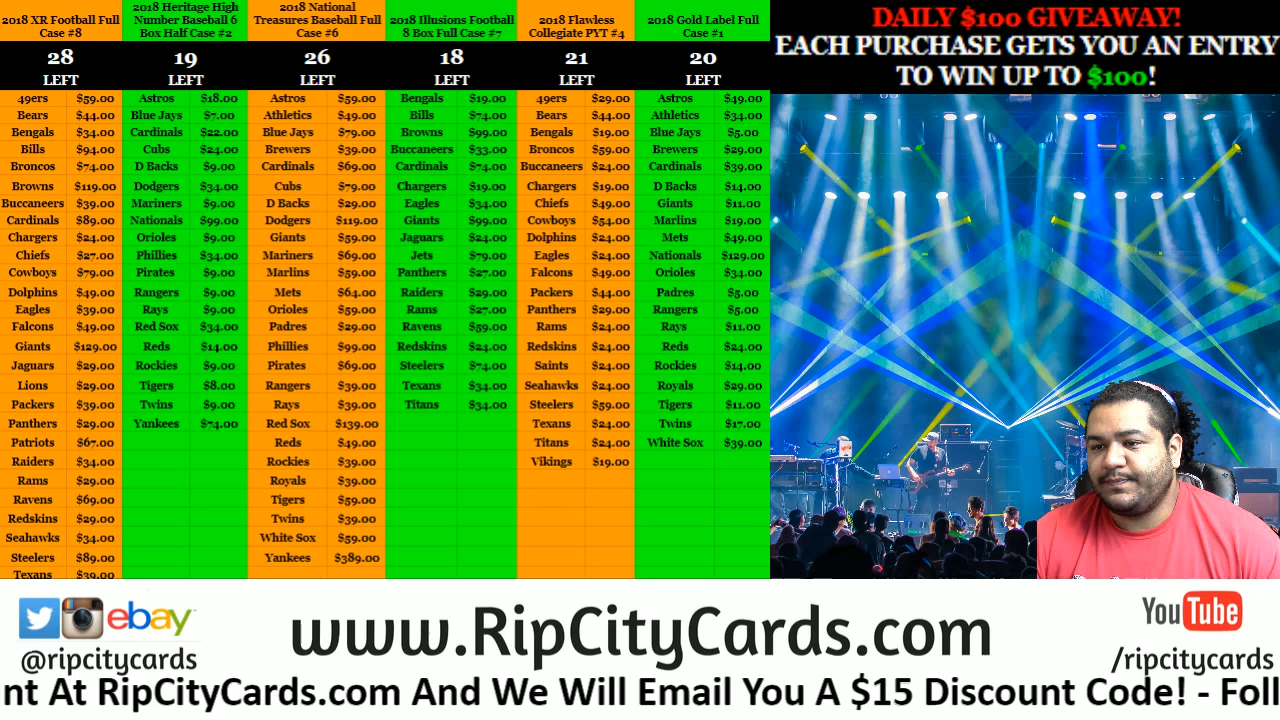 2018 XR Football Full
Case #8
28
LEFT
49ers $59.00
Bears $44.00
Bengals $34.00
Bills $94.00
Broncos $74.00
Browns $119.00
Buccaneers $39.00
Cardinals $89.00
Chargers $24.00
Chiefs $27.00
Cowboys $79.00
Dolphins $49.00
Eagles $39.00
Falcons $49.00
Giants $129.00
Jaguars $29.00
Lions $29.00
Packers $39.00
Panthers $29.00
Patriots $67.00
Raiders $34.00
Rams $29.00
Ravens $69.00
Redskins $29.00
Seahawks $34.00
Steelers $89.00
Texans $39.00
2018 Heritage High
Number Baseball 6
Box Half Case #2
19
LEFT
Astros $18.00
Blue Jays $7.00
Cardinals $22.00
Cubs $24.00
D Backs $9.00
Dodgers $34.00
Mariners $9.00
Nationals $99.00
Orioles $9.00
Phillies $34.00
Pirates $9.00
Rangers $9.00
Rays $9.00
Red Sox $34.00
Reds $14.00
Rockies $9.00
Tigers $8.00
Twins $9.00
Yankees $74.00
2018 National
Treasures Baseball Full
Case #6
26
LEFT
Astros $59.00
Athletics $49.00
Blue Jays $79.00
Brewers $39.00
Cardinals $69.00
Cubs $79.00
D Backs $29.00
Dodgers $119.00
Giants $59.00
Mariners $69.00
Marlins $59.00
Mets $64.00
Orioles $59.00
Padres $29.00
Phillies $99.00
Pirates $69.00
Rangers $39.00
Rays $39.00
Red Sox $139.00
Reds $49.00
Rockies $39.00
Royals $39.00
Tigers $59.00
Twins $39.00
White Sox $59.00
Yankees $389.00
2018 Illusions Football
8 Box Full Case #7
18
LEFT
Bengals $19.00
Bills $74.00
Browns $99.00
Buccaneers $33.00
Cardinals $74.00
Chargers $19.00
Eagles $34.00
Giants $99.00
Jaguars $24.00
Jets $79.00
Panthers $27.00
Raiders $29.00
Rams $27.00
Ravens $59.00
Redskins $24.00
Steelers $74.00
Texans $34.00
Titans $34.00
2018 Flawless
Collegiate PYT #4
21
LEFT
49ers $29.00
Bears $44.00
Bengals $19.00
Broncos $59.00
Buccaneers $24.00
Chargers $19.00
Chiefs $49.00
Cowboys $54.00
Dolphins $24.00
Eagles $24.00
Falcons $49.00
Packers $44.00
Panthers $29.00
Rams $24.00
Redskins $24.00
Saints $24.00
Seahawks $24.00
Steelers $59.00
Texans $24.00
Titans $24.00
Vikings $19.00
2018 Gold Label Full
Case #1
20
LEFT
Astros $49.00
Athletics $34.00
Blue Jays $5.00
Brewers $29.00
Cardinals $39.00
D Backs $14.00
Giants $11.00
Marlins $19.00
Mets $49.00
Nationals $129.00
Orioles $34.00
Padres $5.00
Rangers $5.00
Rays $11.00
Reds $24.00
Rockies $14.00
Royals $29.00
Tigers $11.00
Twins $17.00
White Sox $39.00
DAILY $100 GIVEAWAY!
EACH PURCHASE GETS YOU AN ENTRY
TO WIN UP TO $100!
ebay
@ripcitycards
www.RipCityCards.com
YouTube
/ripcitycards
nt At RipCityCards.com And We Will Email You A $15 Discount Code! - Foll